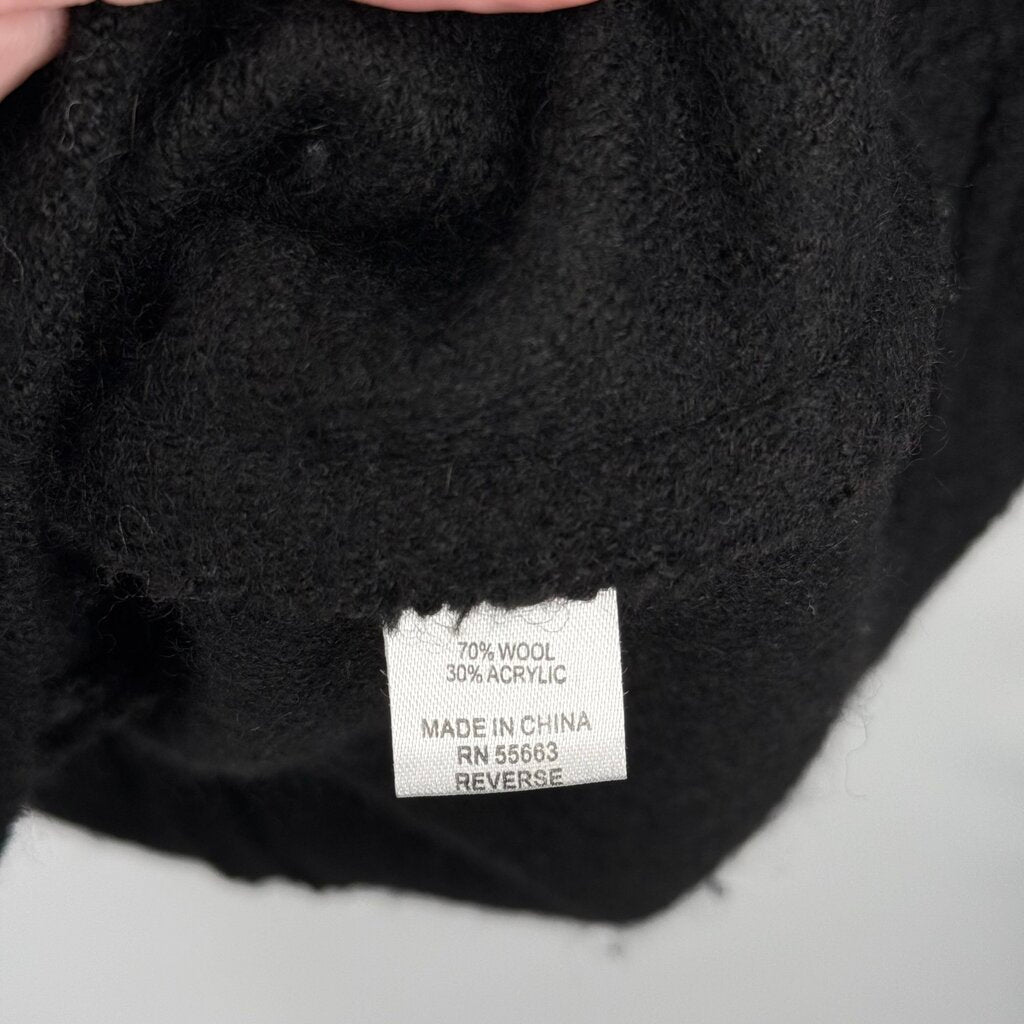 70% WOOL
30% ACRYLIC
MADE IN CHINA
RN 55663
REVERSE